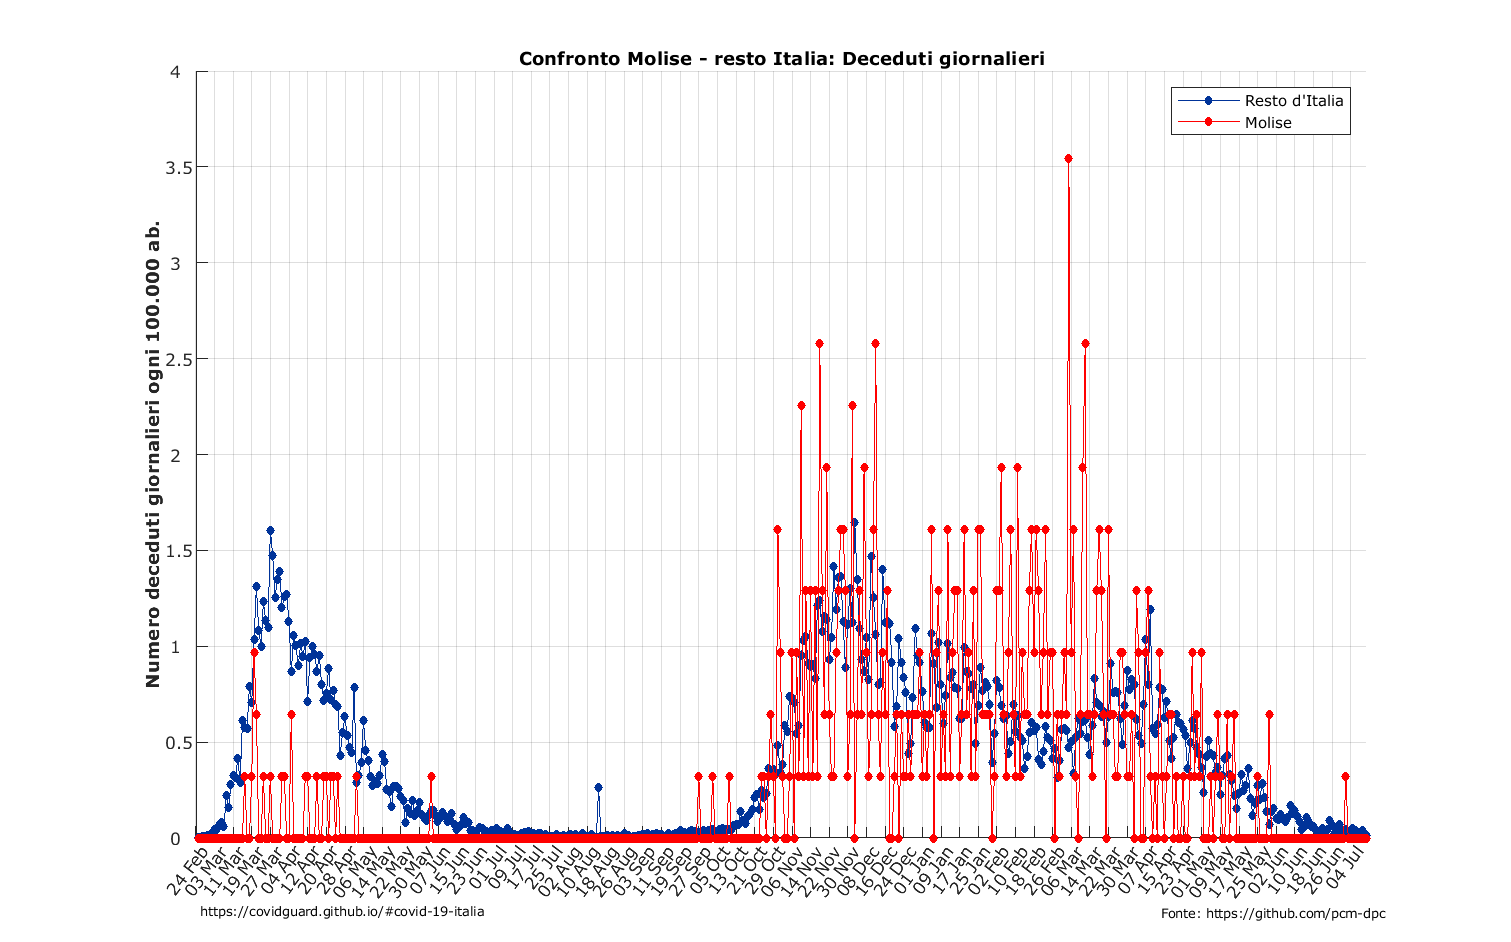 Confronto Molise - resto Italia: Deceduti giornalieri
Resto d'Italia
Molise
Numero deceduti giornalieri ogni 100.000 ab.
4
3.5
3
2.5
2
1.5
1
0.5
0
24 Feb
03 Mar
11 Mar
19 Mar
27 Mar
04 Apr
12 Apr
20 Apr
28 Apr
06 May
14 May
22 May
30 May
07 Jun
15 Jun
23 Jun
01 Jul
09 Jul
17 Jul
25 Jul
02 Aug
10 Aug
18 Aug
26 Aug
03 Sep
11 Sep
19 Sep
27 Sep
05 Oct
13 Oct
21 Oct
29 Oct
06 Nov
14 Nov
22 Nov
30 Nov
08 Dec
16 Dec
24 Dec
01 Jan
09 Jan
17 Jan
25 Jan
02 Feb
10 Feb
18 Feb
26 Feb
06 Mar
14 Mar
22 Mar
30 Mar
07 Apr
15 Apr
23 Apr
01 May
09 May
17 May
25 May
02 Jun
10 Jun
18 Jun
26 Jun
04 Jul
https://covidguard.github.io/#covid-19-italia
Fonte: https://github.com/pcm-dpc